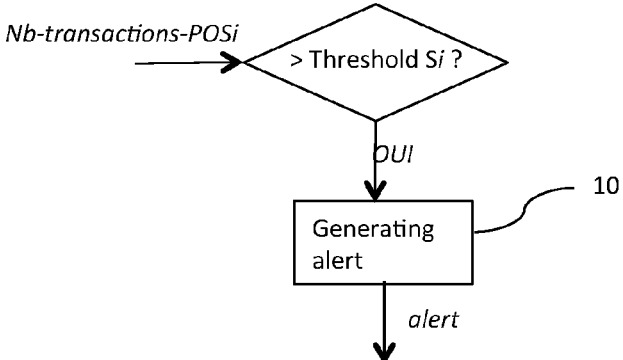 Nb-transactions-POSi
> Threshold Si ?
OUI
Generating
alert
10
alert